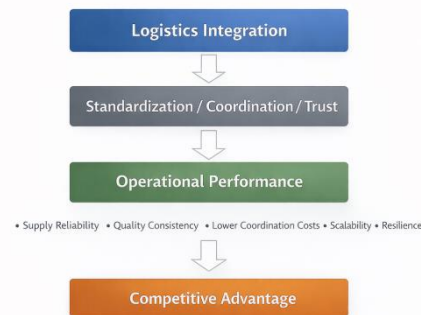 Logistics Integration
Standardization / Coordination / Trust
Operational Performance
• Supply Reliability • Quality Consistency • Lower Coordination Costs • Scalability • Resilience
Competitive Advantage